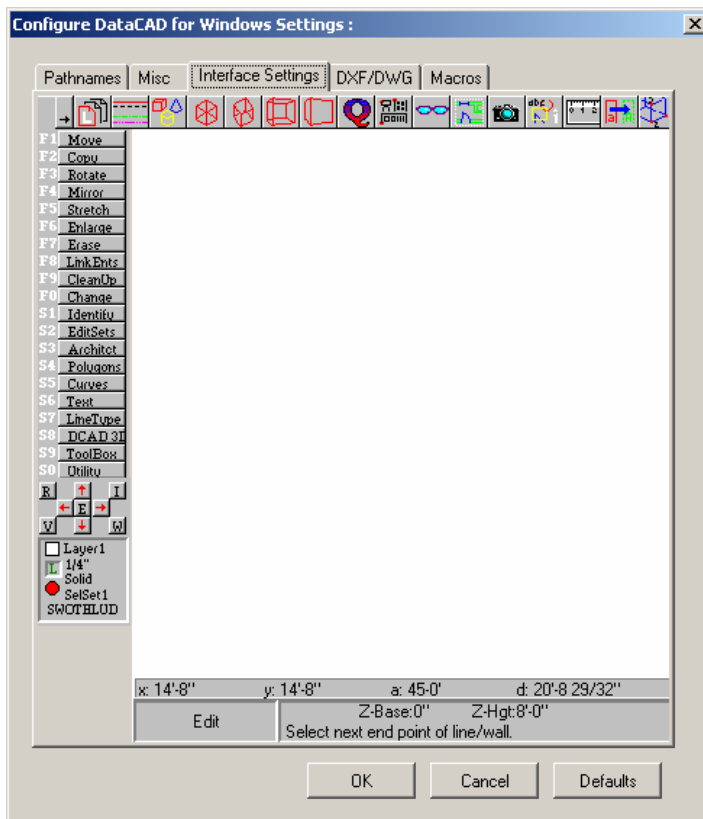 Configure DataCAD for Windows Settings :
Pathnames Misc Interface Settings DXF/DWG Macros
F1 Move
F2 Copy
F3 Rotate
F4 Mirror
F5 Stretch
F6 Enlarge
F7 Erase
F8 LinkEnts
F9 CleanUp
F0 Change
S1 Identify
S2 EditSets
S3 Architct
S4 Polygons
S5 Curves
S6 Text
S7 LineType
S8 DCAD 3D
S9 ToolBox
S0 Utility
R I
E
V W
Layer1
L 1/4"
Solid
SelSet1
SWOTHLUD
x: 14'-8" y: 14'-8" a: 45-0' d: 20'-8 29/32"
Edit
Z-Base:0" Z-Hgt:8'-0"
Select next end point of line/wall.
OK Cancel Defaults